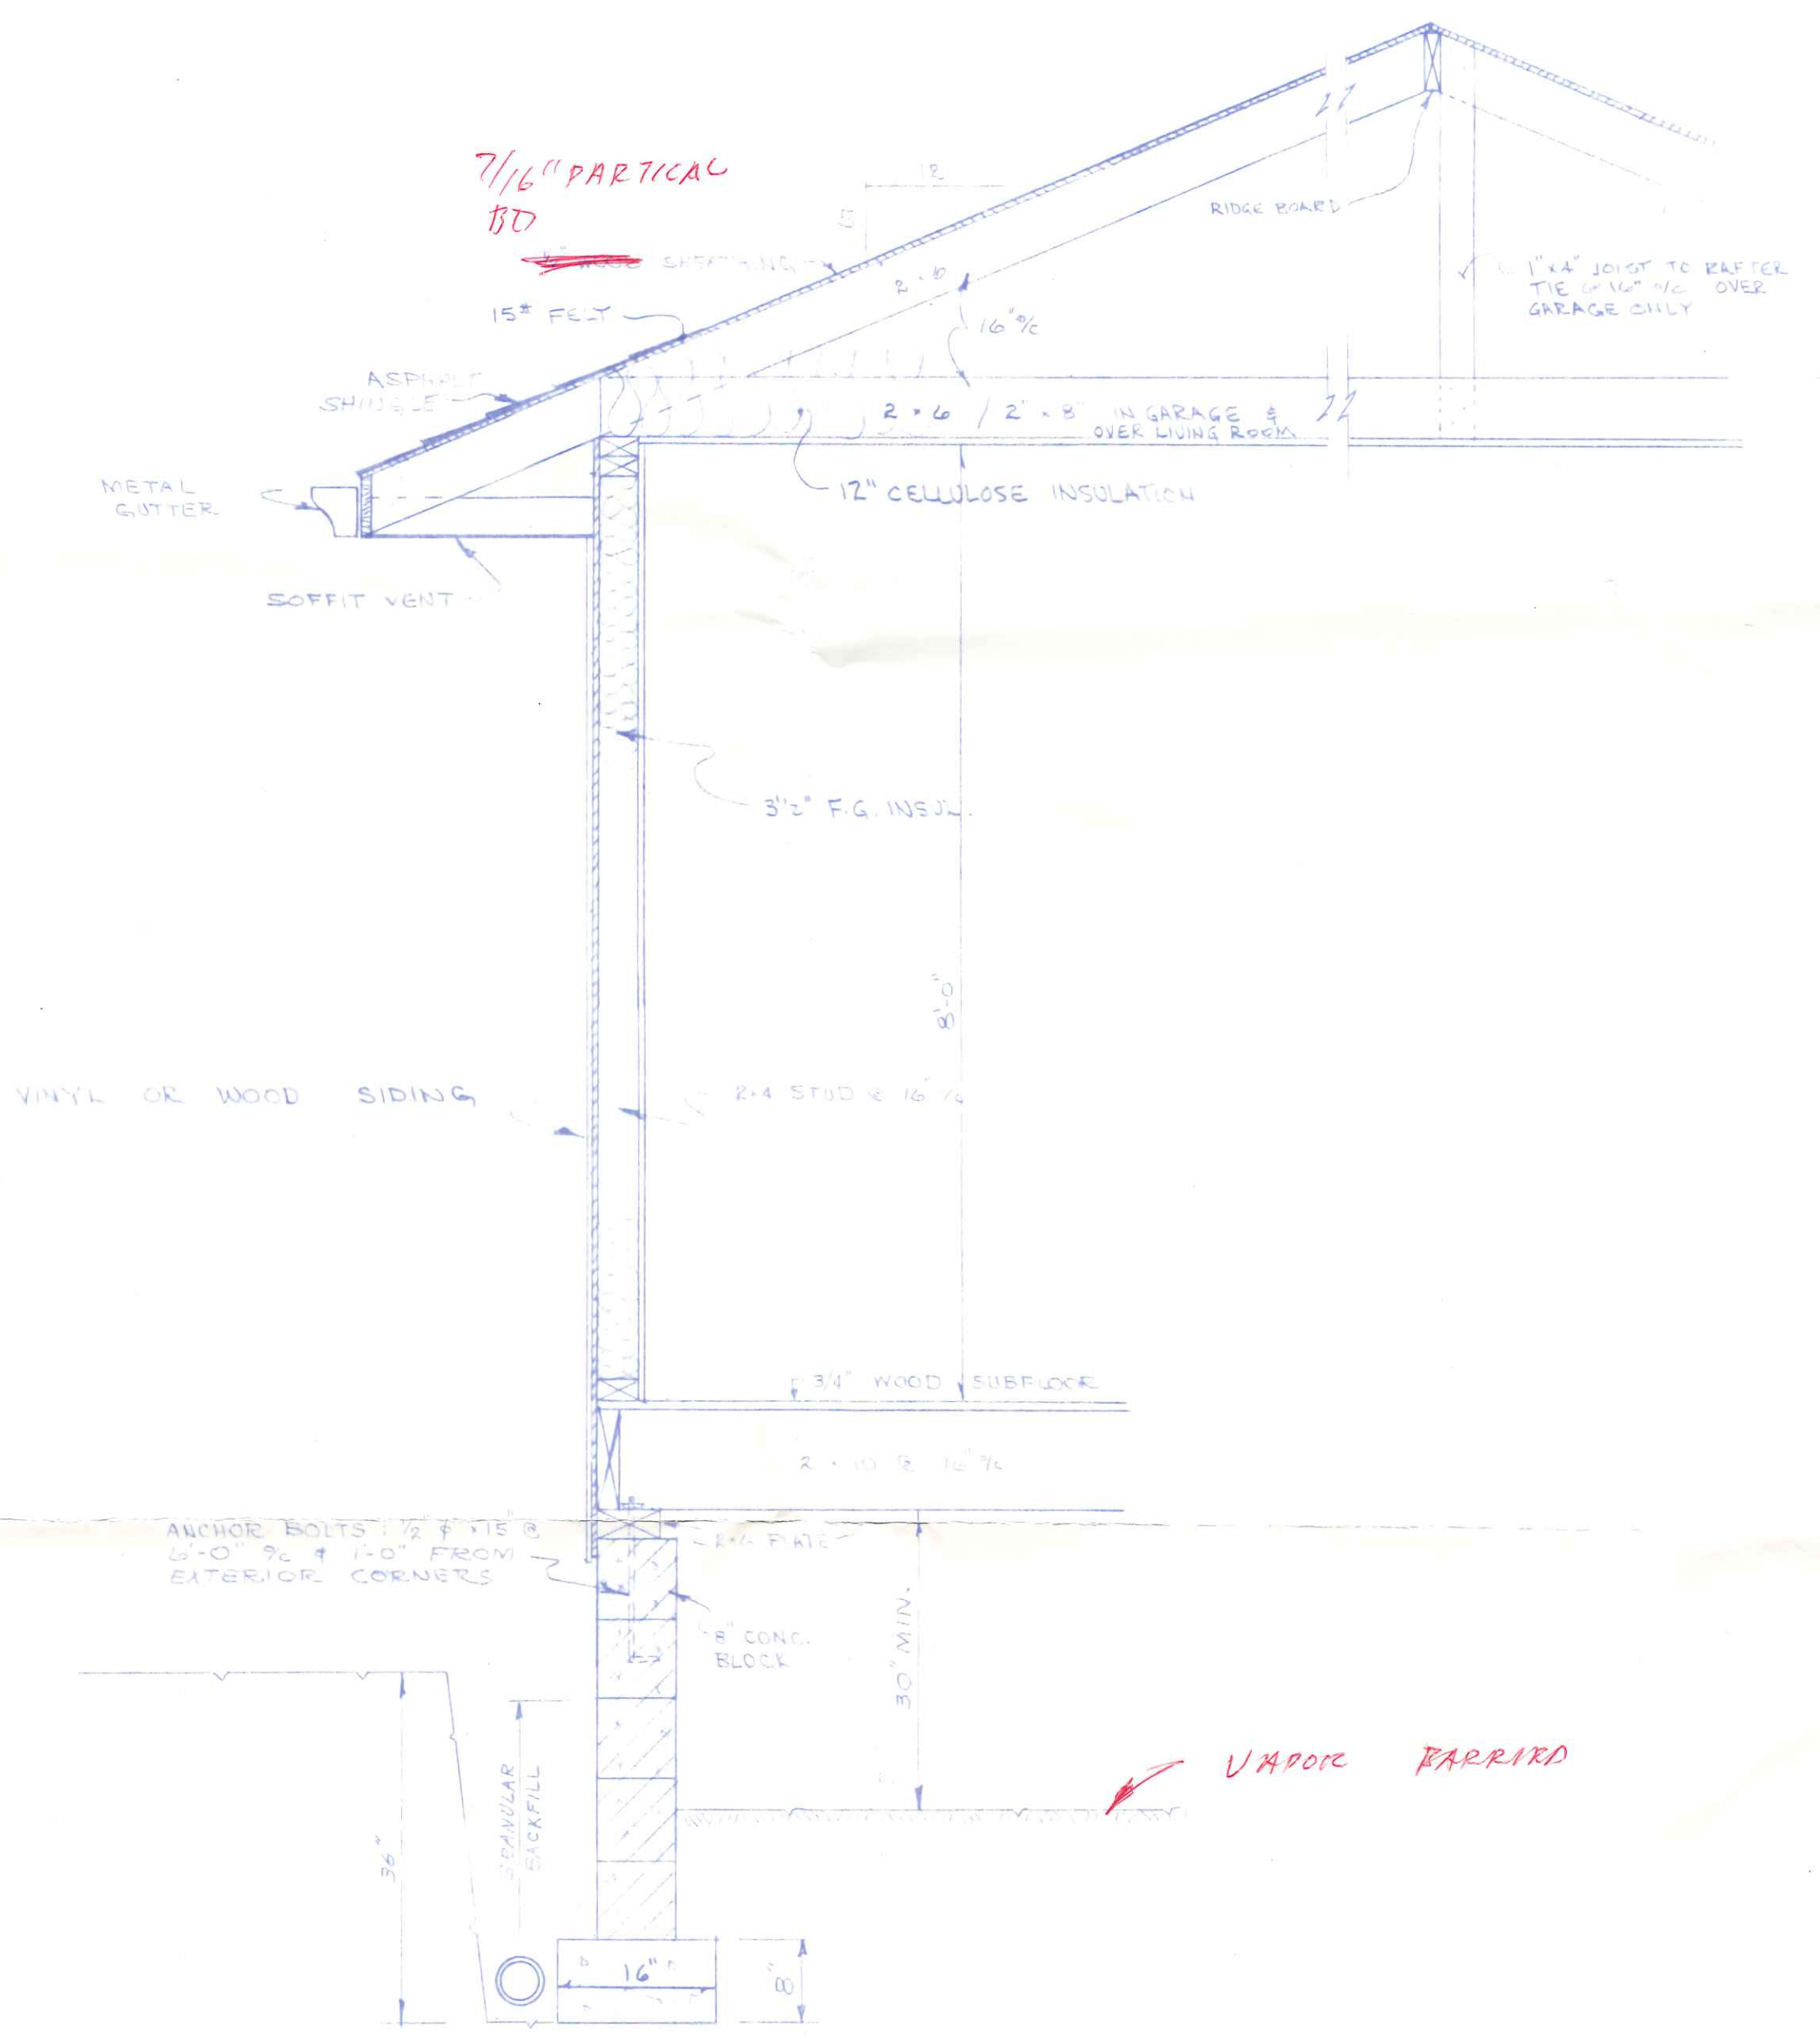 7/16" PARTICAL
BD
12
5
SHEATHING
RIDGE BOARD
2 × 6
1"x4" JOIST TO RAFTER
TIE @ 16" o/c OVER
GARAGE ONLY
15# FELT
16" o/c
ASPHALT
SHINGLE
2 × 6 / 2" × 8" IN GARAGE &
OVER LIVING ROOM
METAL
GUTTER
12" CELLULOSE INSULATION
SOFFIT VENT
3 1/2" F.G. INSUL.
8'-0"
VINYL OR WOOD SIDING
2×4 STUD @ 16" o/c
3/4" WOOD SUBFLOOR
2 × 10 @ 16" o/c
ANCHOR BOLTS : 1/2" φ × 15" @
6'-0" o/c & 1'-0" FROM
EXTERIOR CORNERS
2×6 PLATE
8" CONC.
BLOCK
30" MIN.
VAPOR BARRIRD
GRANULAR
BACKFILL
36"
16"
8"